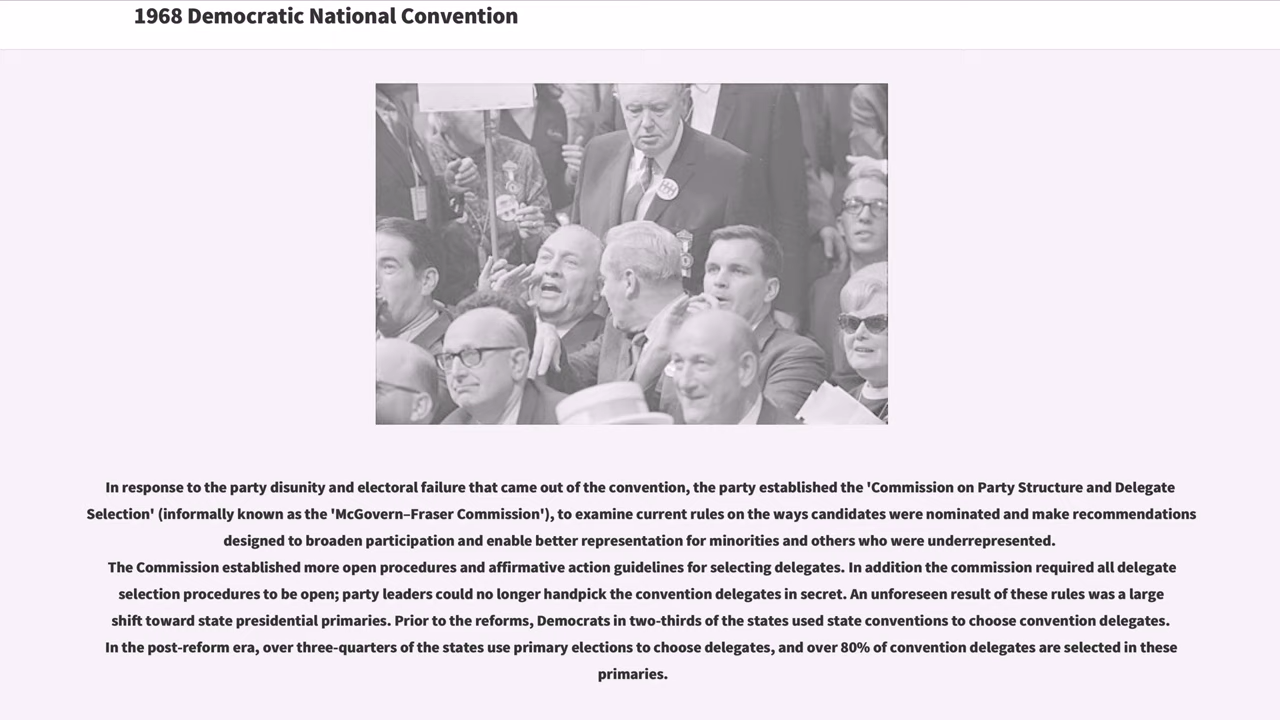 1968 Democratic National Convention
In response to the party disunity and electoral failure that came out of the convention, the party established the 'Commission on Party Structure and Delegate
Selection' (informally known as the 'McGovern–Fraser Commission'), to examine current rules on the ways candidates were nominated and make recommendations
designed to broaden participation and enable better representation for minorities and others who were underrepresented.
The Commission established more open procedures and affirmative action guidelines for selecting delegates. In addition the commission required all delegate
selection procedures to be open; party leaders could no longer handpick the convention delegates in secret. An unforeseen result of these rules was a large
shift toward state presidential primaries. Prior to the reforms, Democrats in two-thirds of the states used state conventions to choose convention delegates.
In the post-reform era, over three-quarters of the states use primary elections to choose delegates, and over 80% of convention delegates are selected in these
primaries.